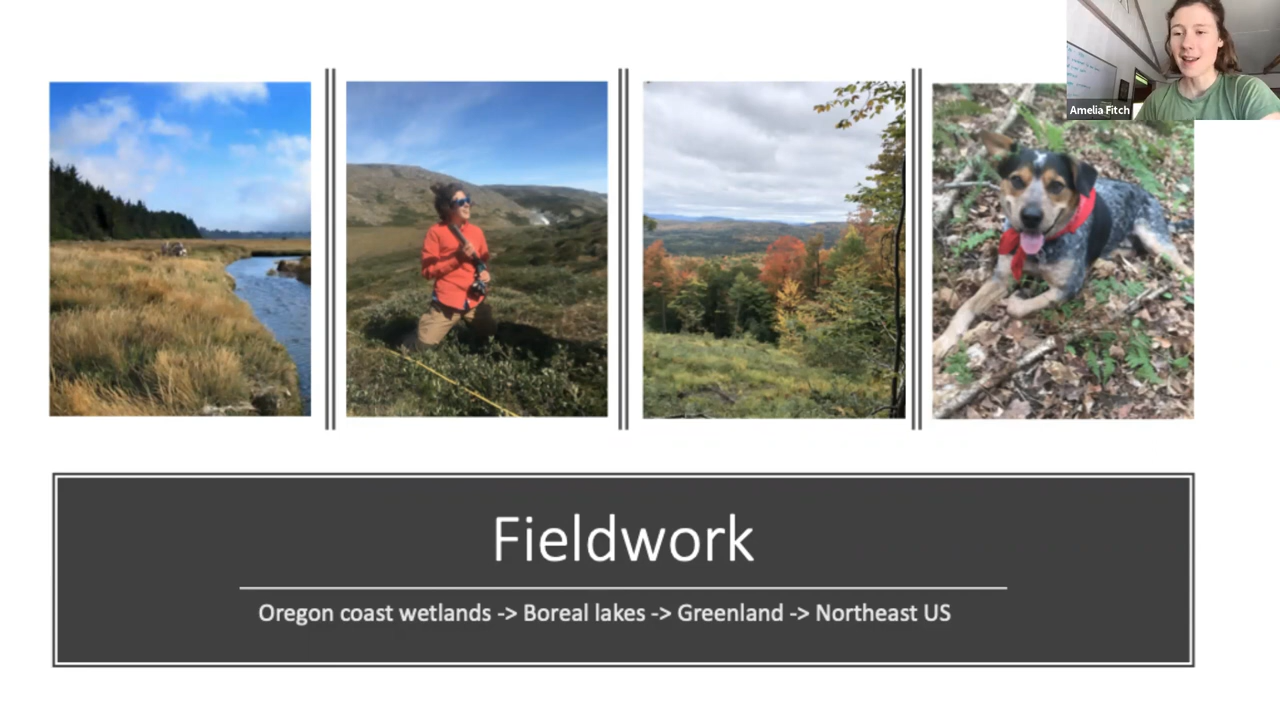 Amelia Fitch
Fieldwork
Oregon coast wetlands -> Boreal lakes -> Greenland -> Northeast US